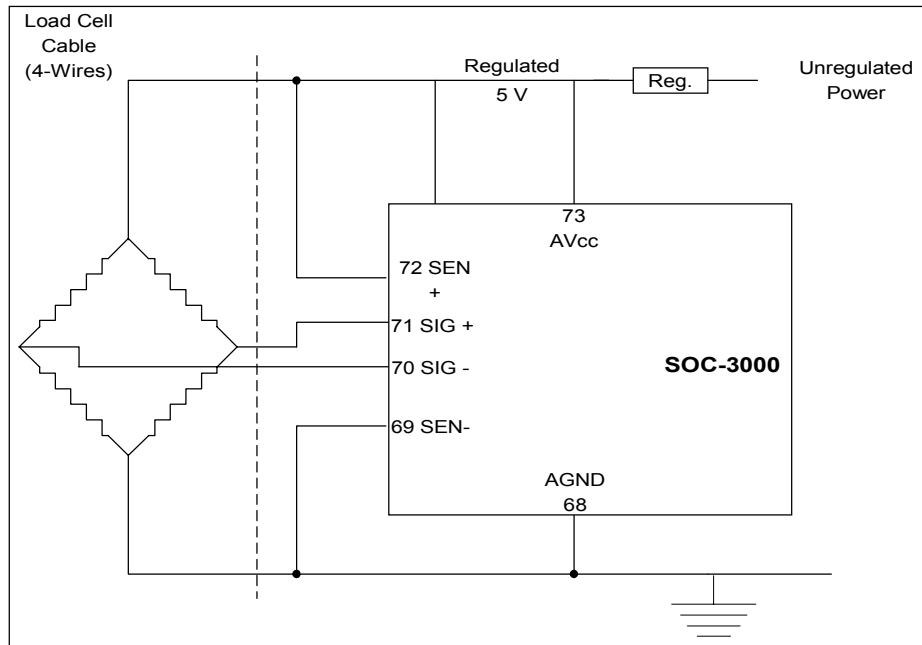 Load Cell
Cable
(4-Wires)
Regulated
5 V
Reg.
Unregulated
Power
73
AVcc
72 SEN
+
71 SIG +
70 SIG -
69 SEN-
SOC-3000
AGND
68